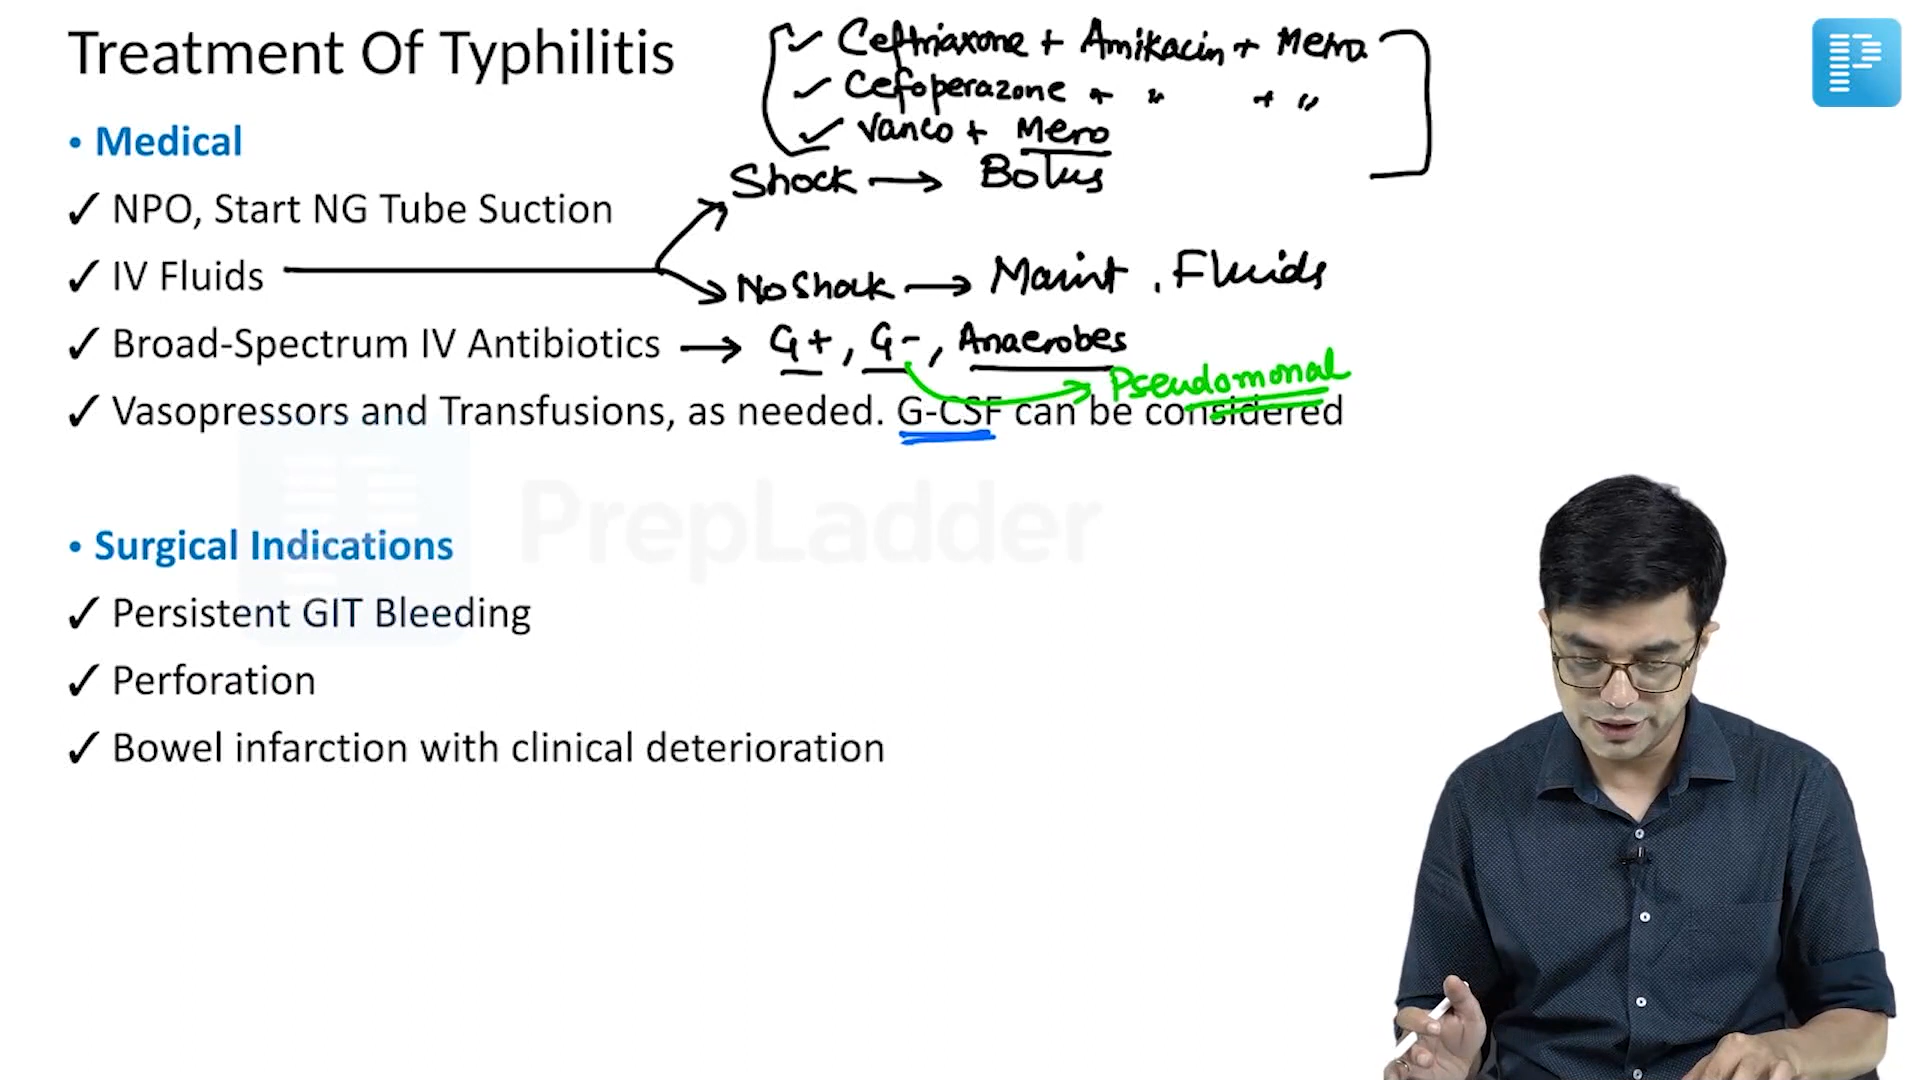 Treatment Of Typhilitis
✓ Ceftriaxone + Amikacin + Metra
✓ Cefoperazone + " + "
✓ Vanco + Mero
• Medical
Shock → Bolus
✓ NPO, Start NG Tube Suction
✓ IV Fluids
No Shock → Maint. Fluids
✓ Broad-Spectrum IV Antibiotics → G+, G-, Anaerobes
Pseudomonal
✓ Vasopressors and Transfusions, as needed. G-CSF can be considered
PrepLadder
• Surgical Indications
✓ Persistent GIT Bleeding
✓ Perforation
✓ Bowel infarction with clinical deterioration